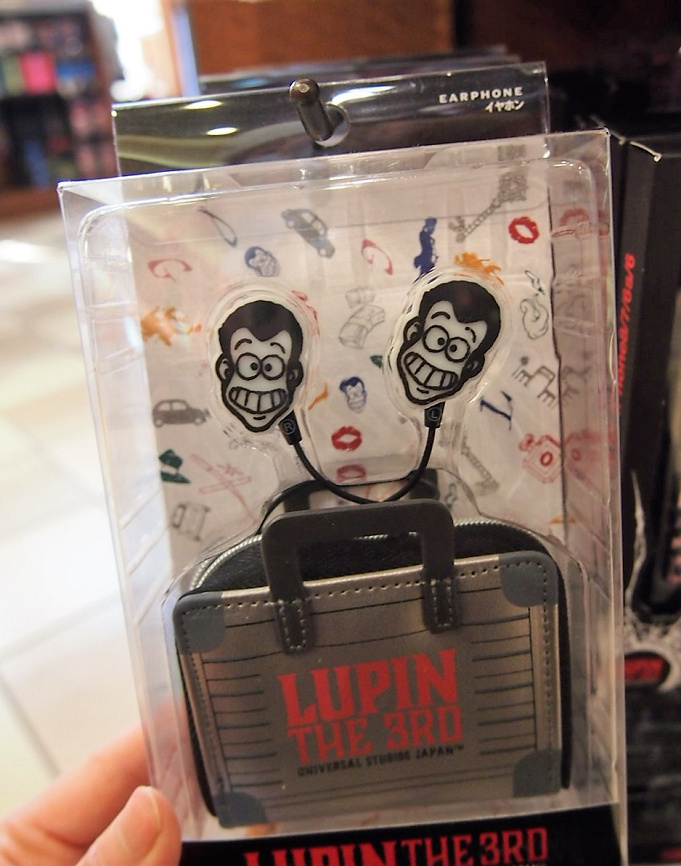 EARPHONE
イヤホン
R
L
L
LUPIN
THE 3RD
UNIVERSAL STUDIOS JAPAN™
LUPIN THE 3RD